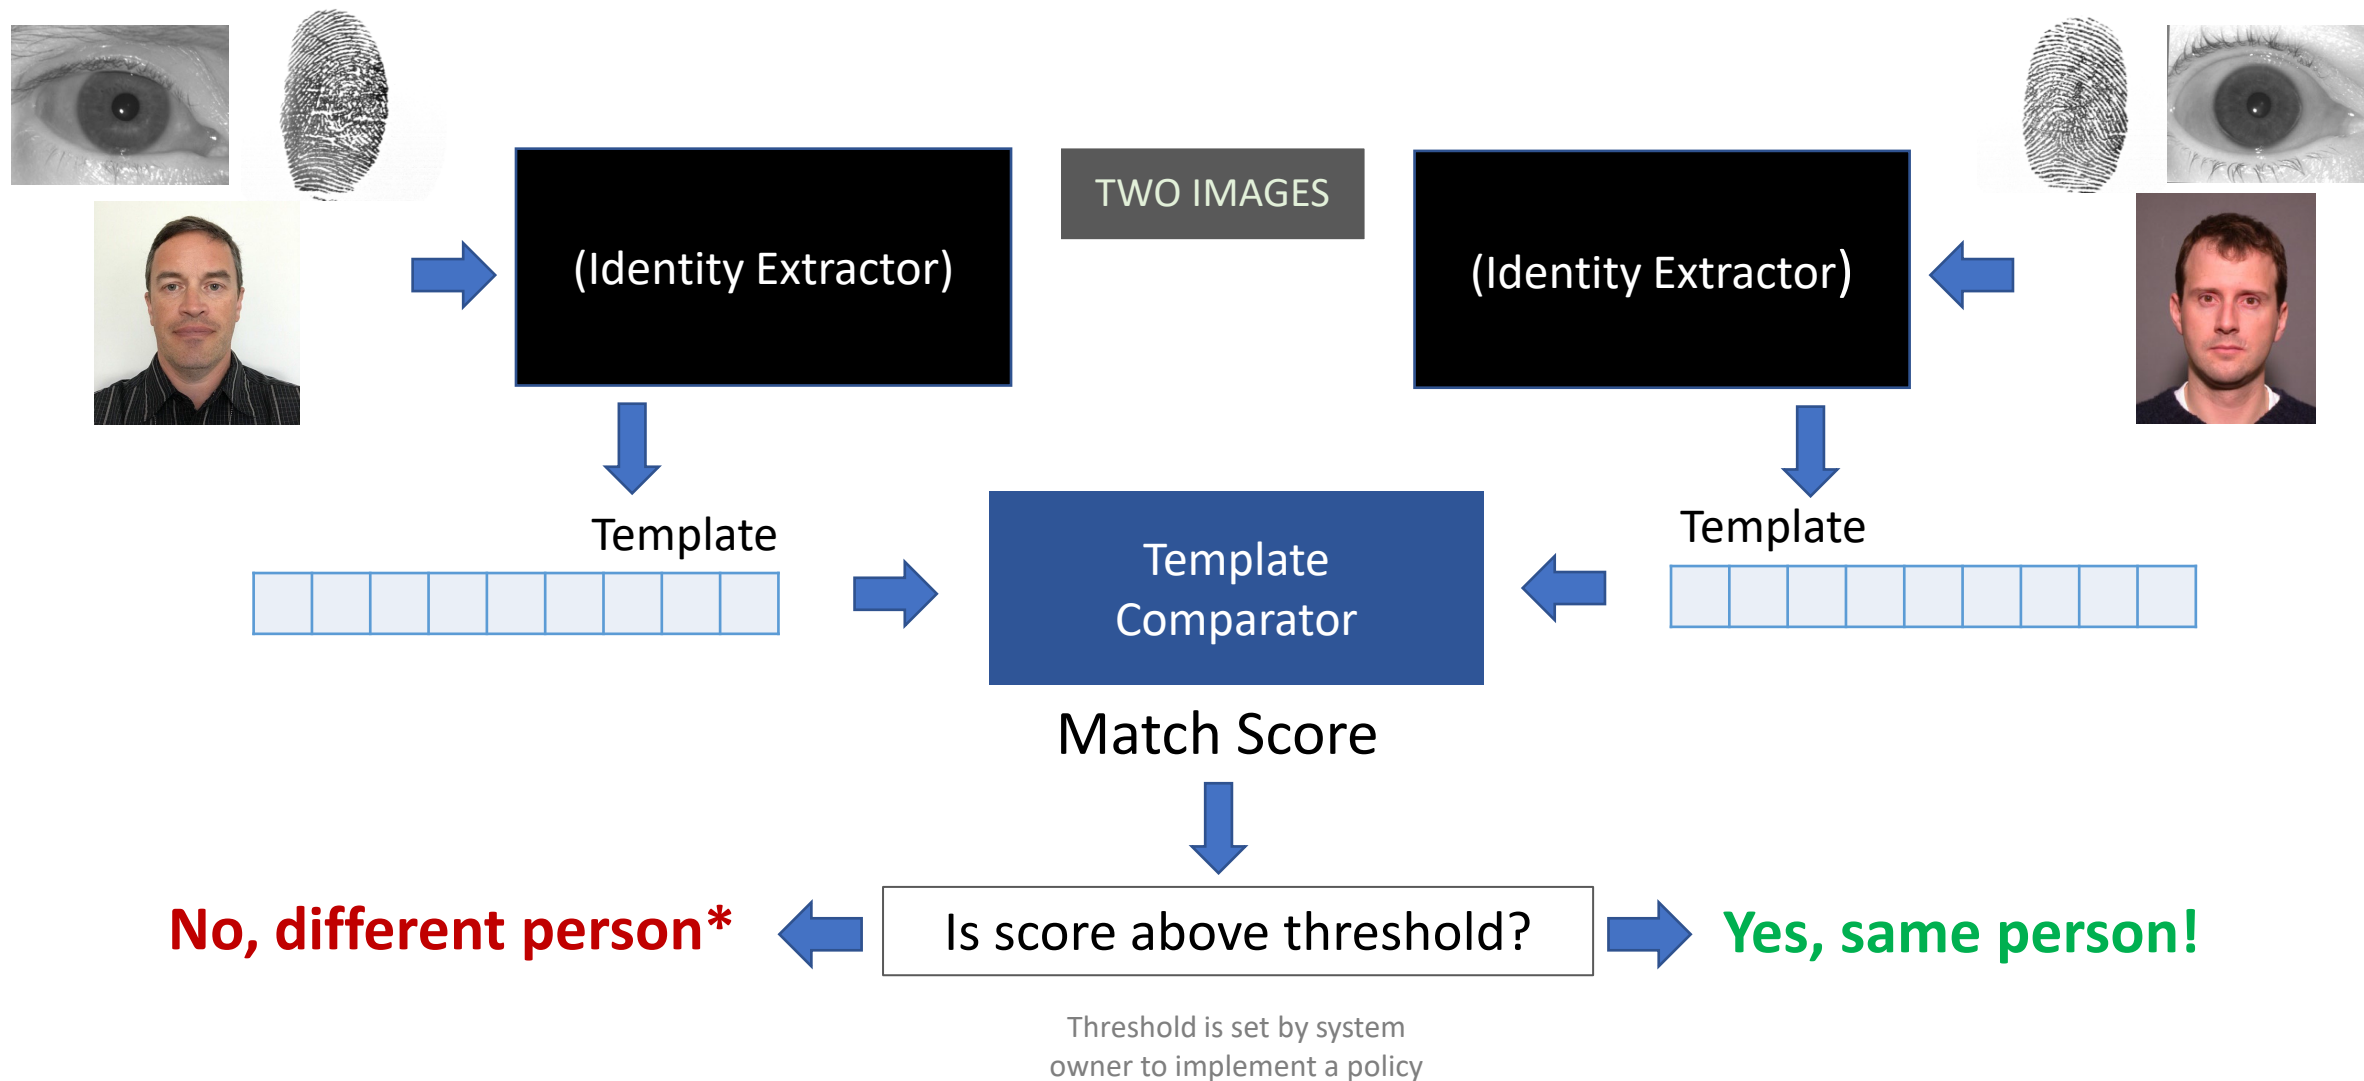 TWO IMAGES
(Identity Extractor)
(Identity Extractor)
Template
Template
Template
Comparator
Match Score
No, different person*
Is score above threshold?
Yes, same person!
Threshold is set by system
owner to implement a policy